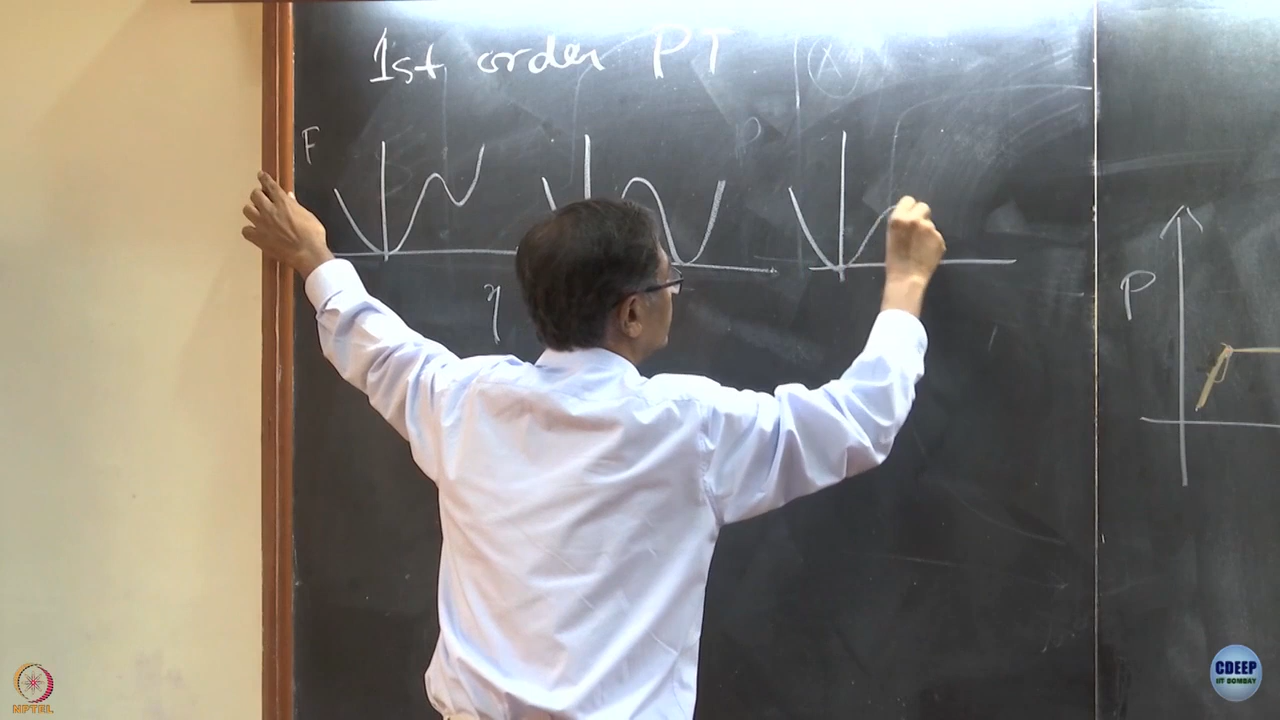 1st order PT
F
η
P
NPTEL
CDEEP
IIT BOMBAY